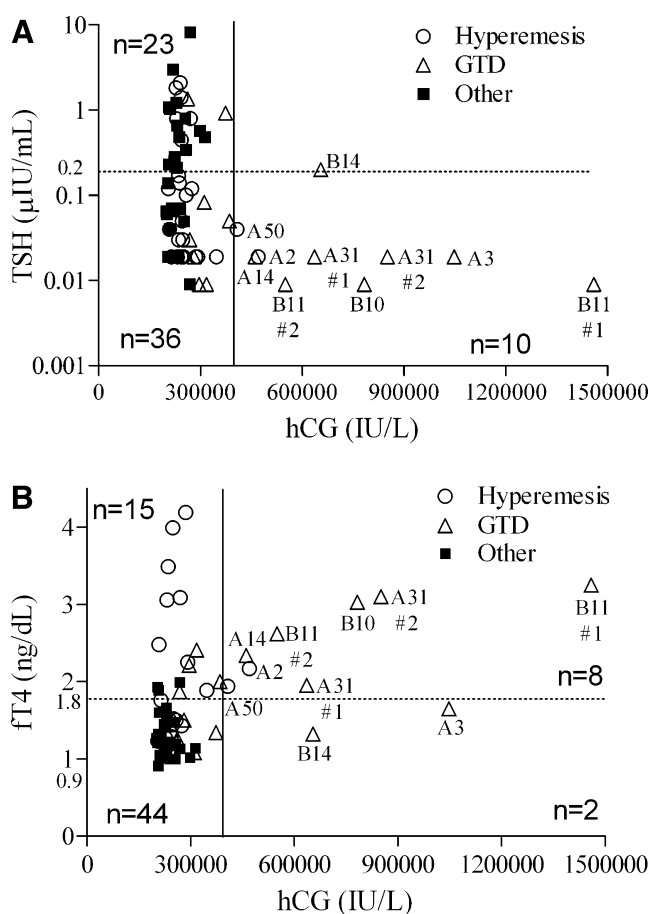 A
10
n=23
Hyperemesis
GTD
Other
1
0.2
B14
0.1
TSH (µIU/mL)
A50
A2
A31
A31
A3
A14
#1
#2
0.01
B11
B10
B11
#2
#1
n=36
n=10
0.001
0
300000
600000
900000
1200000
1500000
hCG (IU/L)
B
n=15
Hyperemesis
GTD
Other
4
3
fT4 (ng/dL)
B10
A31
#2
B11
#1
A14
B11
#2
A2
n=8
2
1.8
A50
A31
#1
A3
B14
1
0.9
n=44
n=2
0
0
300000
600000
900000
1200000
1500000
hCG (IU/L)